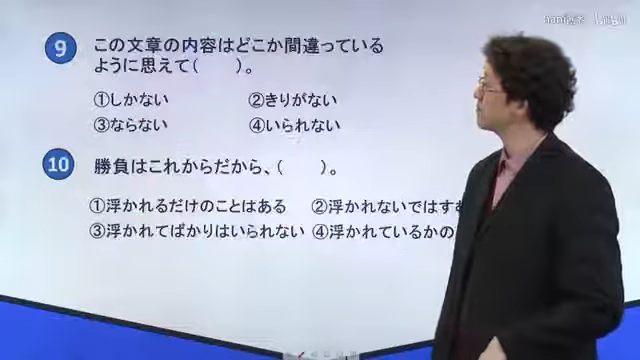 9 この文章の内容はどこか間違っている
ように思えて(　　)。
①しかない ②きりがない
③ならない ④いられない
10 勝負はこれからだから、(　　)。
①浮かれるだけのことはある ②浮かれないではす
③浮かれてばかりはいられない ④浮かれているかの